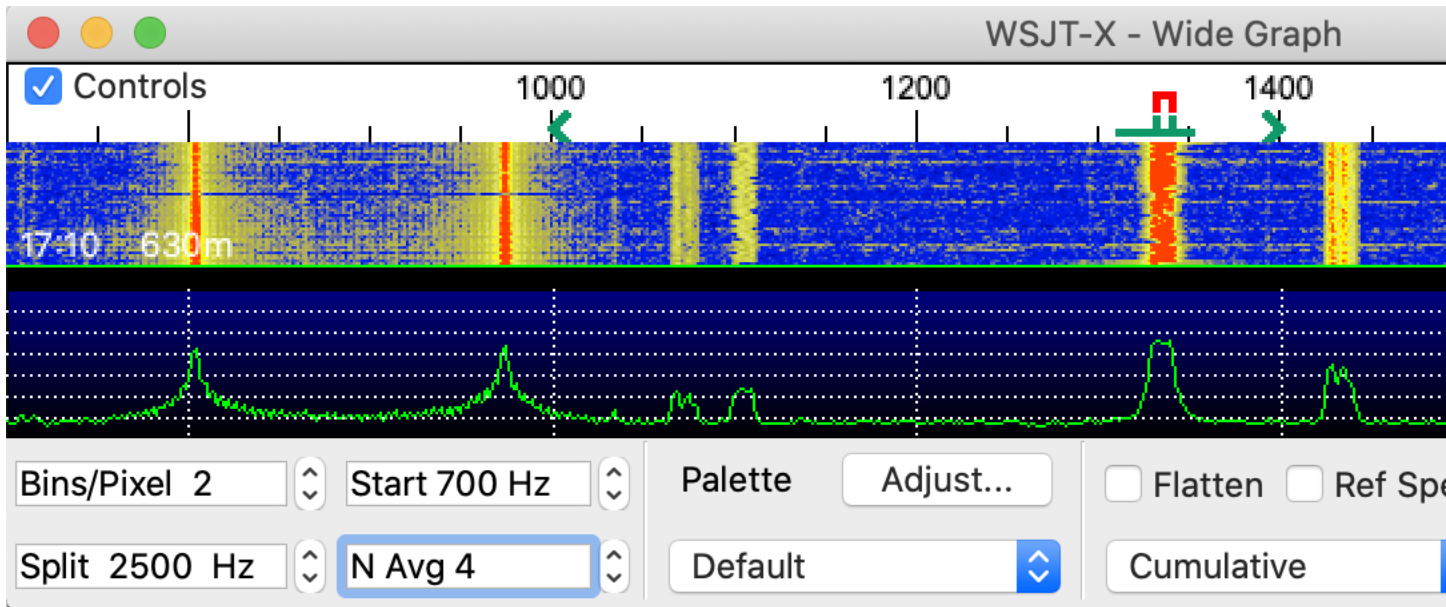 WSJT-X - Wide Graph
Controls 1000 1200 1400
17:10 630m
Bins/Pixel 2 Start 700 Hz Palette Adjust... Flatten Ref Spe
Split 2500 Hz N Avg 4 Default Cumulative